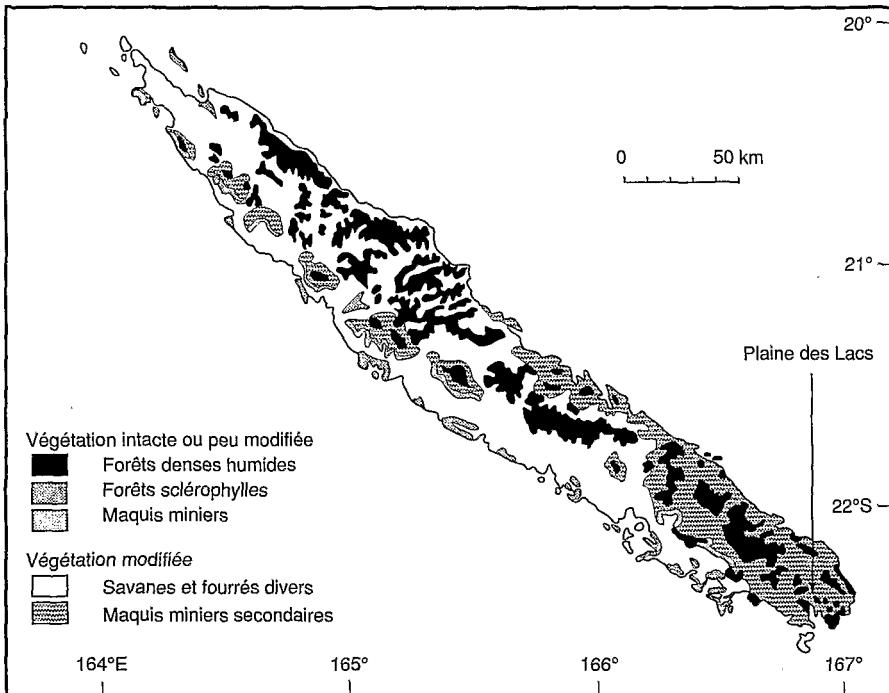 20°
0 50 km
21°
Plaine des Lacs
Végétation intacte ou peu modifiée
Forêts denses humides
Forêts sclérophylles
Maquis miniers
22°S
Végétation modifiée
Savanes et fourrés divers
Maquis miniers secondaires
164°E 165° 166° 167°